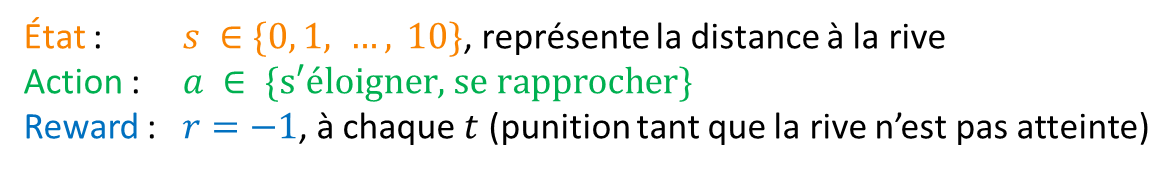 État : s ∈ {0, 1, …, 10}, représente la distance à la rive
Action : a ∈ {s′éloigner, se rapprocher}
Reward : r = −1, à chaque t (punition tant que la rive n’est pas atteinte)